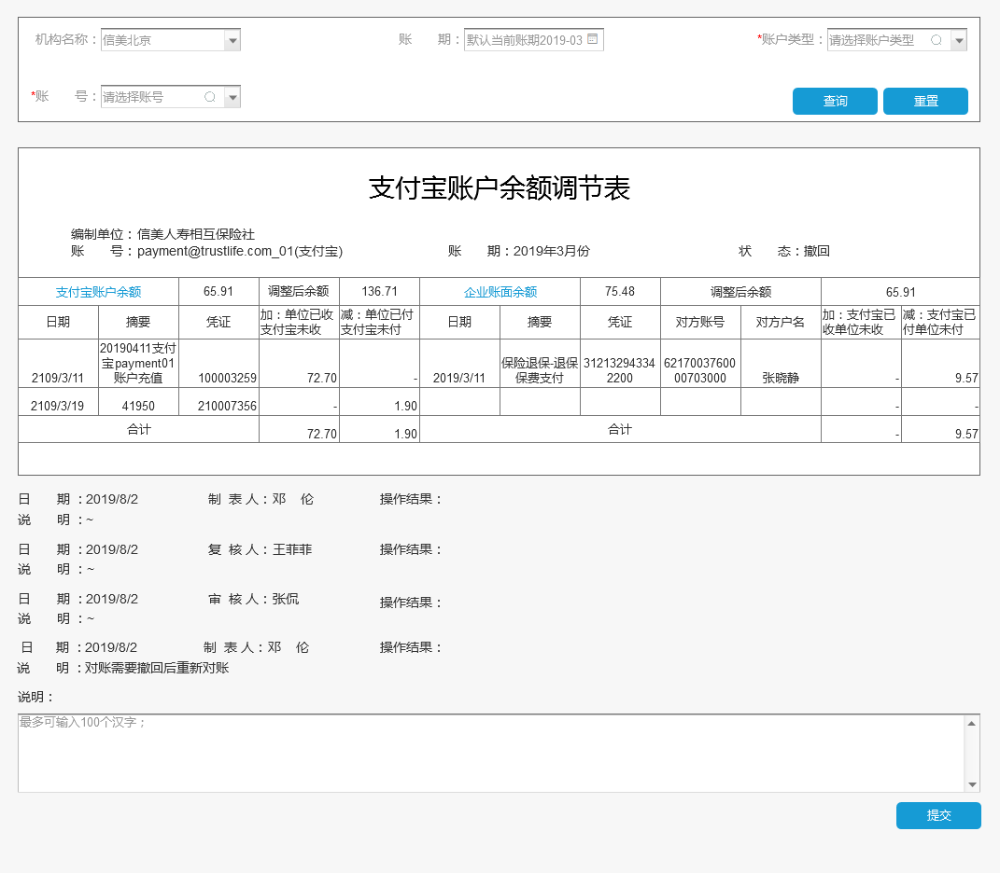 机构名称：信美北京 账 期：默认当前账期2019-03 *账户类型：请选择账户类型
*账 号：请选择账号 查询 重置
支付宝账户余额调节表
编制单位：信美人寿相互保险社
账 号：payment@trustlife.com_01(支付宝) 账 期：2019年3月份 状 态：撤回
支付宝账户余额 65.91 调整后余额 136.71 企业账面余额 75.48 调整后余额 65.91
日期 摘要 凭证 加：单位已收支付宝未收 减：单位已付支付宝未付 日期 摘要 凭证 对方账号 对方户名 加：支付宝已收单位未收 减：支付宝已付单位未付
2109/3/11 20190411支付宝payment01账户充值 100003259 72.70 - 2019/3/11 保险退保-退保保费支付 312132943342200 6217003760000703000 张晓静 - 9.57
2109/3/19 41950 210007356 - 1.90 - -
合计 72.70 1.90 合计 - 9.57
日 期 ：2019/8/2 制 表 人：邓 伦 操作结果：
说 明 ：~
日 期 ：2019/8/2 复 核 人：王菲菲 操作结果：
说 明 ：~
日 期 ：2019/8/2 审 核 人：张侃 操作结果：
说 明 ：~
日 期 ：2019/8/2 制 表 人：邓 伦 操作结果：
说 明 ：对账需要撤回后重新对账
说明：
最多可输入100个汉字；
提交